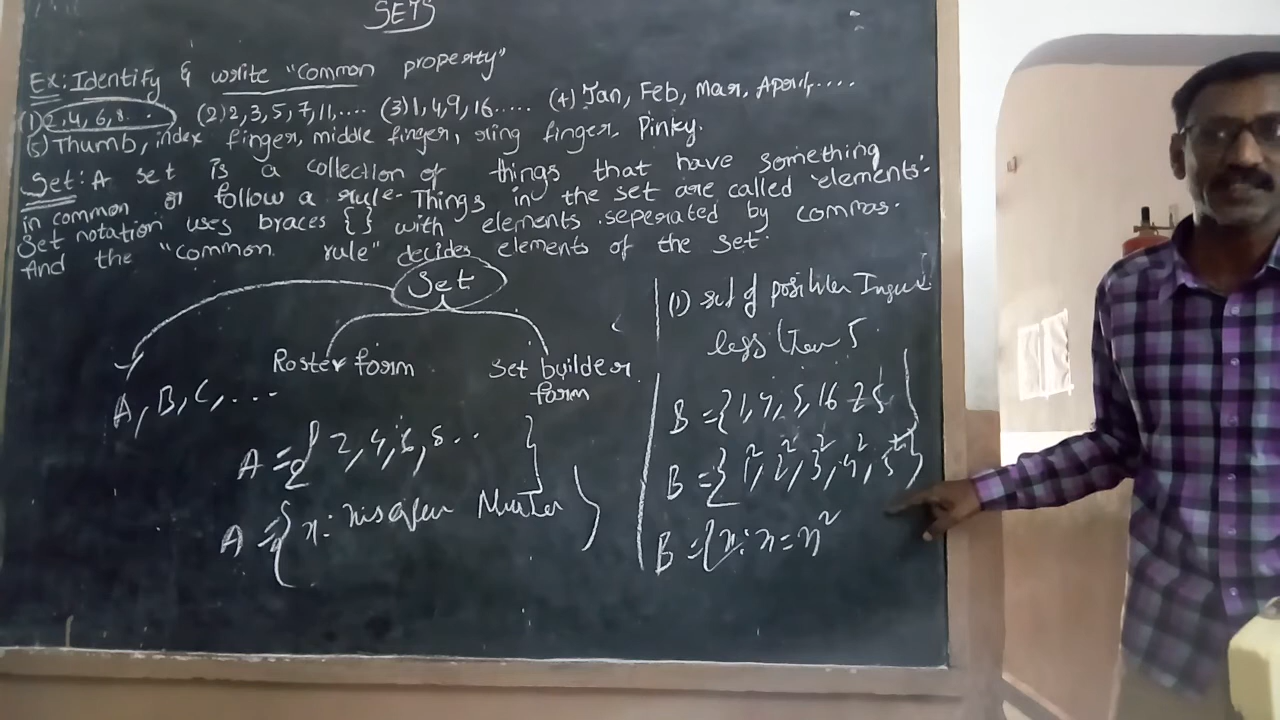 SETS
Ex: Identify & write "Common property"
(1) 2, 4, 6, 8... (2) 2, 3, 5, 7, 11,.... (3) 1, 4, 9, 16..... (4) Jan, Feb, Mar, April,....
(5) Thumb, index finger, middle finger, ring finger, Pinky.
Set: A set is a collection of things that have something
in common or follow a rule. Things in the set are called 'elements'.
Set notation uses braces { } with elements seperated by commas.
And the "Common rule" decides elements of the set.
Set
Roster form
Set builder
form
A, B, C, ...
A = { 2, 4, 6, 8.. }
A = { x: x is even Number }
(1) set of positive
less than 5
B = {1, 4, 5, 16 25 }
B = { 1², 2², 3², 4², 5² }
B = {x: x = n²